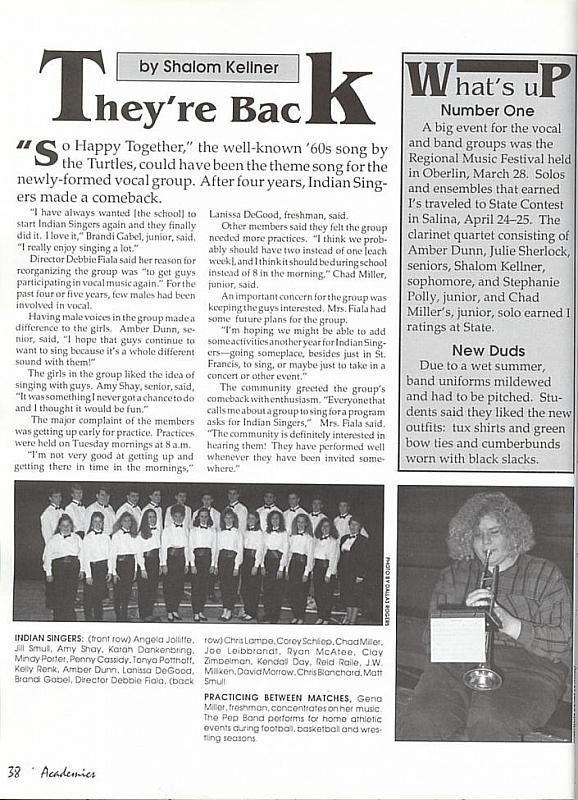 by Shalom Kellner
They're Back
"So Happy Together," the well-known '60s song by
the Turtles, could have been the theme song for the
newly-formed vocal group. After four years, Indian Sing-
ers made a comeback.
"I have always wanted [the school] to
start Indian Singers again and they finally
did it. I love it," Brandi Gabel, junior, said.
"I really enjoy singing a lot."
Director Debbie Fiala said her reason for
reorganizing the group was "to get guys
participating in vocal music again." For the
past four or five years, few males had been
involved in vocal.
Having male voices in the group made a
difference to the girls. Amber Dunn, se-
nior, said, "I hope that guys continue to
want to sing because it's a whole different
sound with them!"
The girls in the group liked the idea of
singing with guys. Amy Shay, senior, said,
"It was something I never got a chance to do
and I thought it would be fun."
The major complaint of the members
was getting up early for practice. Practices
were held on Tuesday mornings at 8 a.m.
"I'm not very good at getting up and
getting there in time in the mornings,"
Lanissa DeGood, freshman, said.
Other members said they felt the group
needed more practices. "I think we prob-
ably should have two instead of one [each
week], and I think it should be during school
instead of 8 in the morning," Chad Miller,
junior, said.
An important concern for the group was
keeping the guys interested. Mrs. Fiala had
some future plans for the group.
"I'm hoping we might be able to add
some activities another year for Indian Sing-
ers—going someplace, besides just in St.
Francis, to sing, or maybe just to take in a
concert or other event."
The community greeted the group's
comeback with enthusiasm. "Everyone that
calls me about a group to sing for a program
asks for Indian Singers," Mrs. Fiala said.
"The community is definitely interested in
hearing them! They have performed well
whenever they have been invited some-
where."
What's uP
Number One
A big event for the vocal
and band groups was the
Regional Music Festival held
in Oberlin, March 28. Solos
and ensembles that earned
I's traveled to State Contest
in Salina, April 24–25. The
clarinet quartet consisting of
Amber Dunn, Julie Sherlock,
seniors, Shalom Kellner,
sophomore, and Stephanie
Polly, junior, and Chad
Miller's, junior, solo earned I
ratings at State.
New Duds
Due to a wet summer,
band uniforms mildewed
and had to be pitched. Stu-
dents said they liked the new
outfits: tux shirts and green
bow ties and cumberbunds
worn with black slacks.
PHOTO BY DALLAS ROGERS
INDIAN SINGERS: (front row) Angela Jolliffe,
Jill Smull, Amy Shay, Karah Dankenbring,
Mindy Porter, Penny Cassidy, Tanya Potthoff,
Kelly Renk, Amber Dunn, Lanissa DeGood,
Brandi Gabel, Director Debbie Fiala, (back
row) Chris Lampe, Corey Schliep, Chad Miller,
Joe Leibbrandt, Ryan McAtee, Clay
Zimbelman, Kendall Day, Reid Raile, J.W.
Milliken, David Morrow, Chris Blanchard, Matt
Smull.
PRACTICING BETWEEN MATCHES, Gena
Miller, freshman, concentrates on her music.
The Pep Band performs for home athletic
events during football, basketball and wres-
tling seasons.
38 Academics